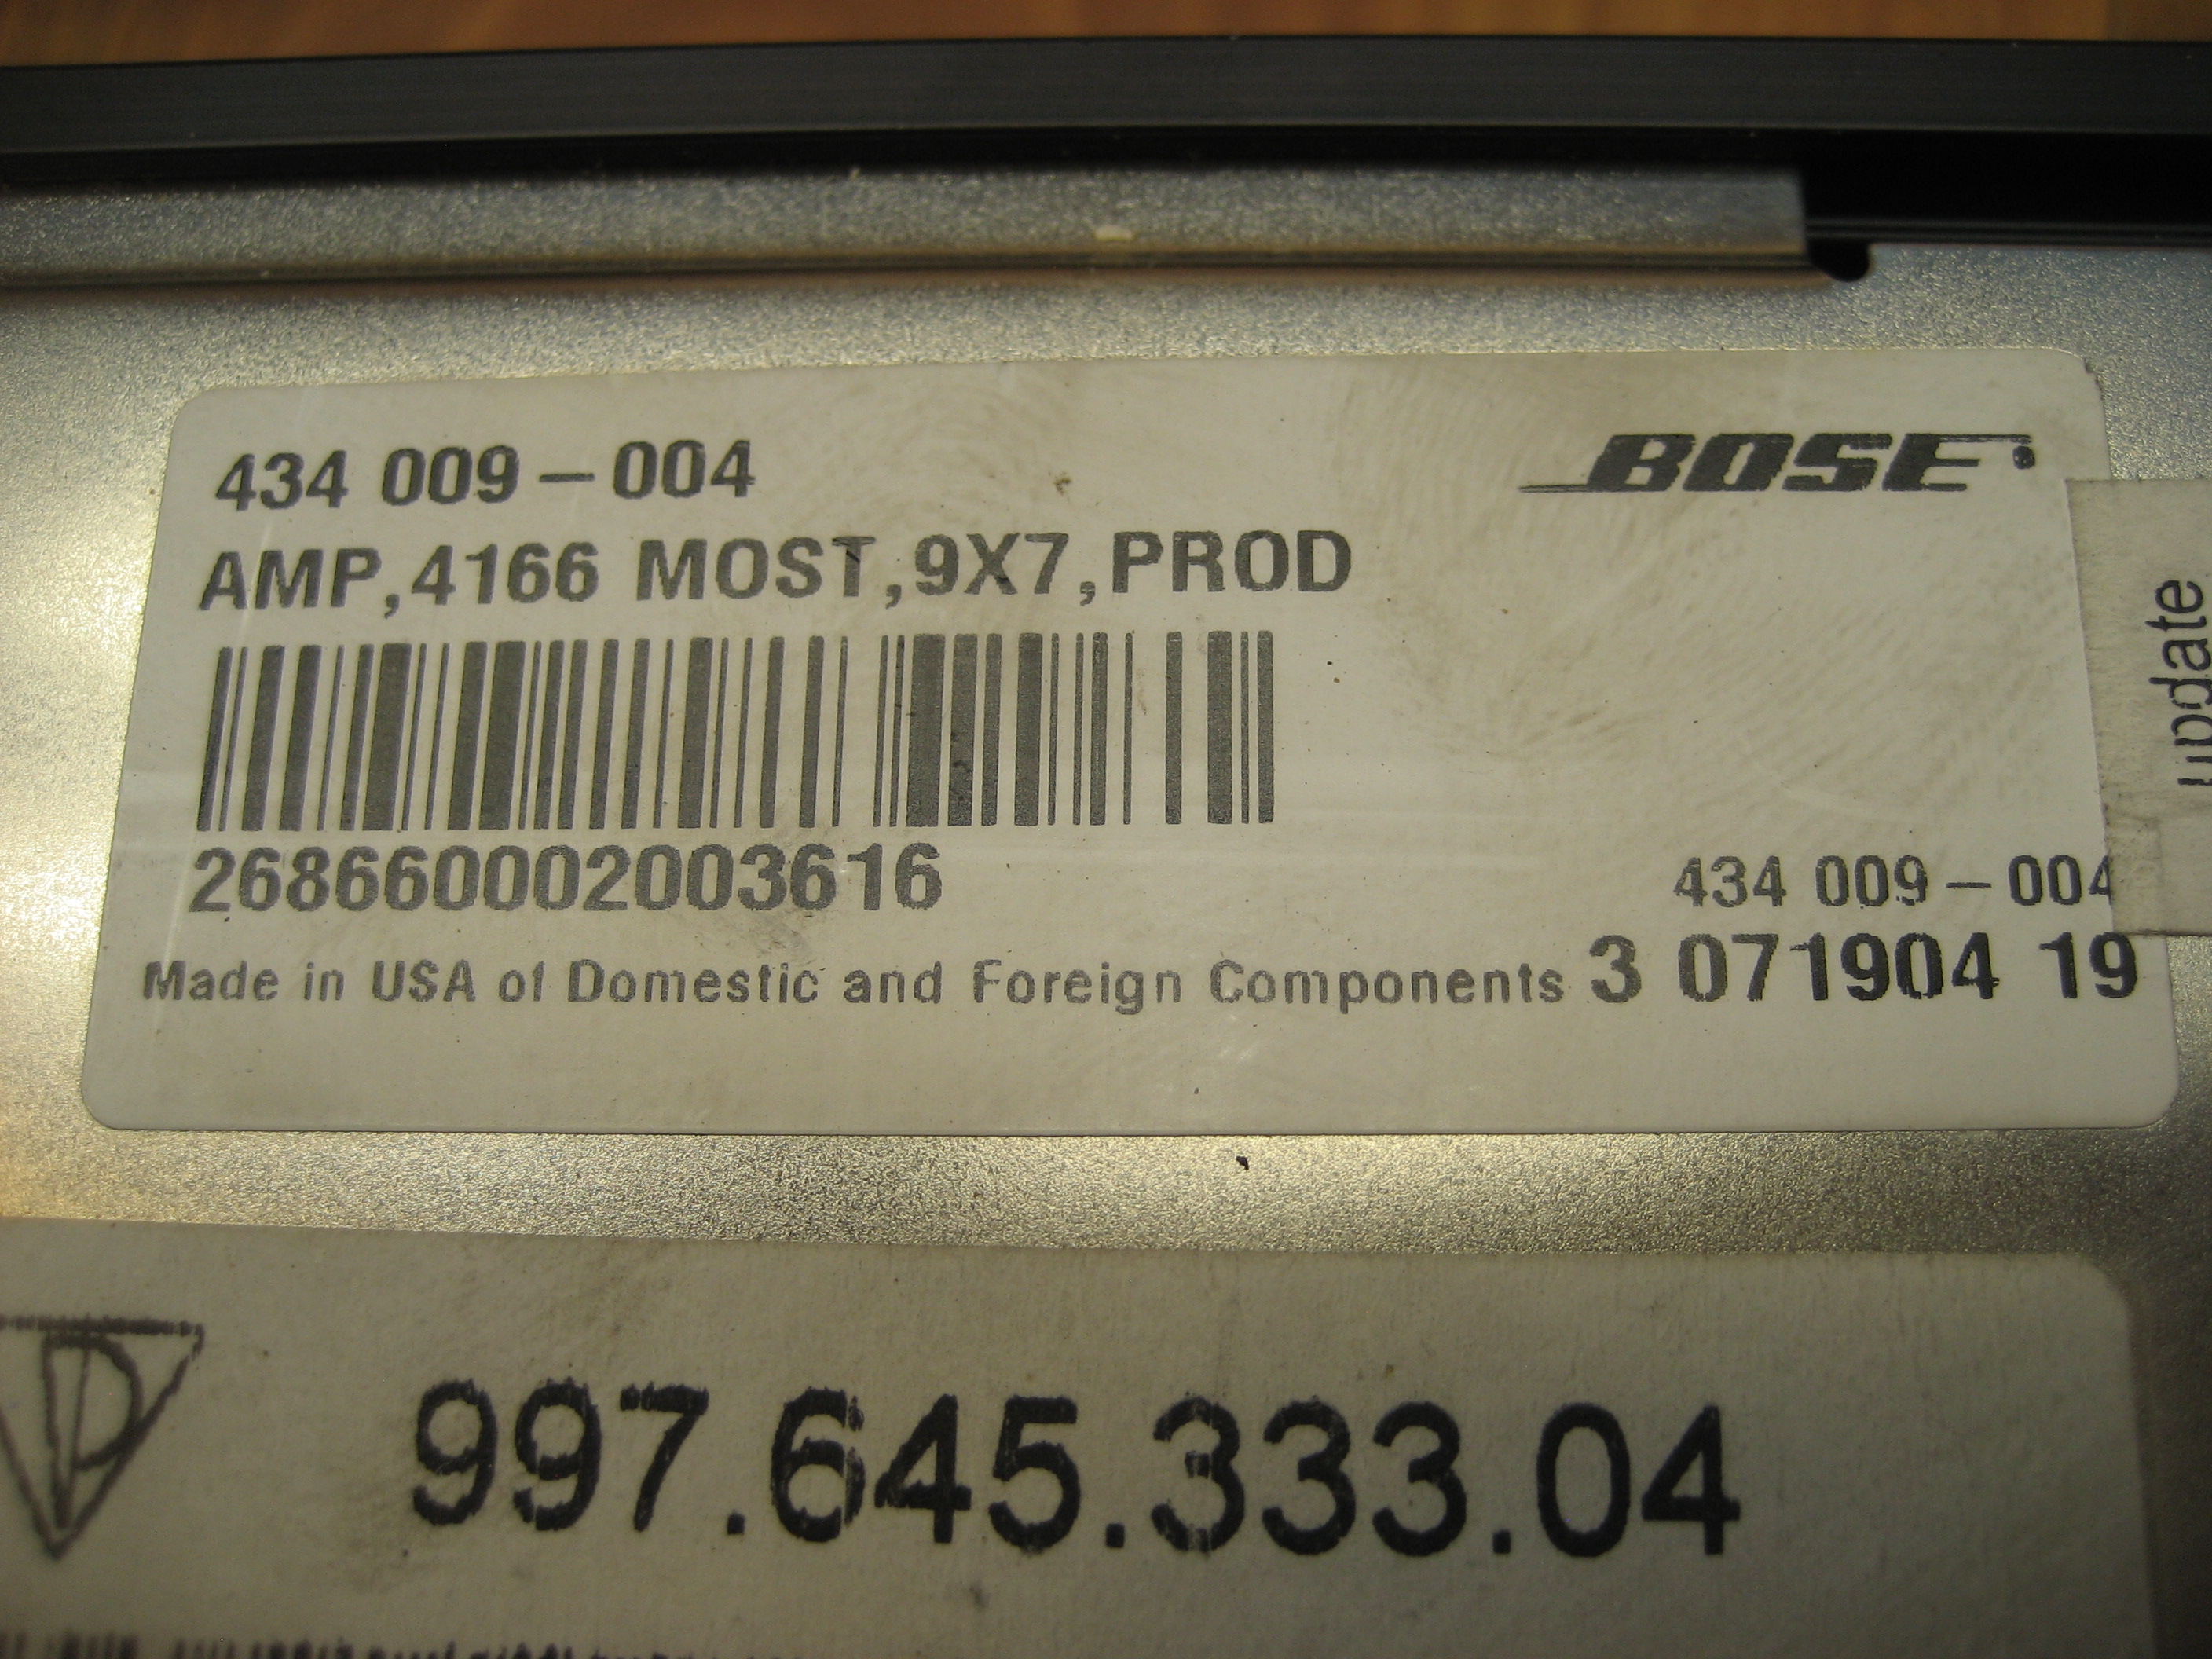 434 009-004
BOSE
AMP,4166 MOST,9X7,PROD
update
268660002003616
434 009-004
Made in USA of Domestic and Foreign Components 3 071904 19
997.645.333.04